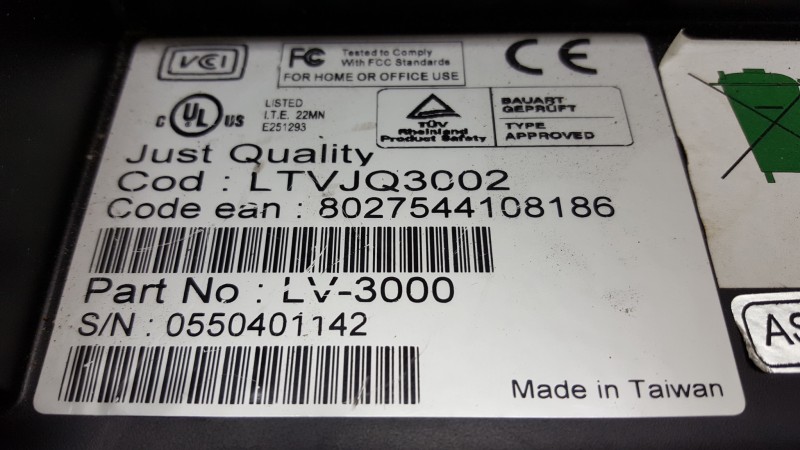 VCCI
FC Tested to Comply
With FCC Standards
FOR HOME OR OFFICE USE
CE
C UL US
LISTED
I.T.E. 22MN
E251293
TÜV
Rheinland
Product Safety
BAUART
GEPRÜFT
TYPE
APPROVED
Just Quality
Cod : LTVJQ3002
Code ean : 8027544108186
Part No : LV-3000
S/N : 0550401142
Made in Taiwan
AS